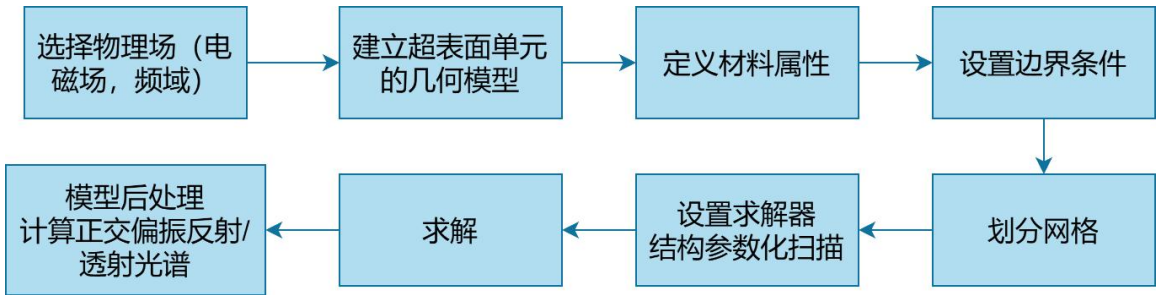 选择物理场（电
磁场，频域）
建立超表面单元
的几何模型
定义材料属性
设置边界条件
划分网格
设置求解器
结构参数化扫描
求解
模型后处理
计算正交偏振反射/
透射光谱